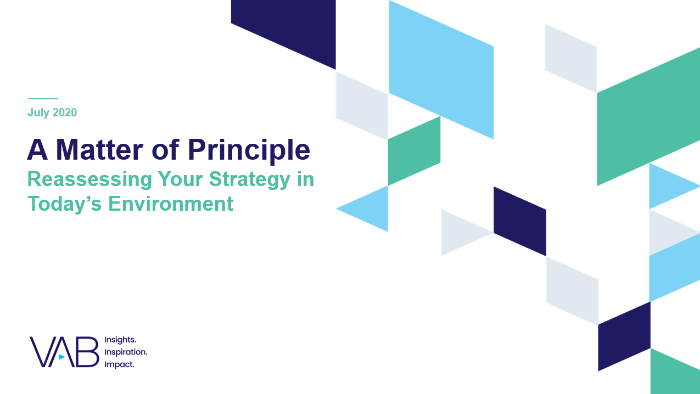 July 2020
A Matter of Principle
Reassessing Your Strategy in
Today’s Environment
VAB
Insights.
Inspiration.
Impact.